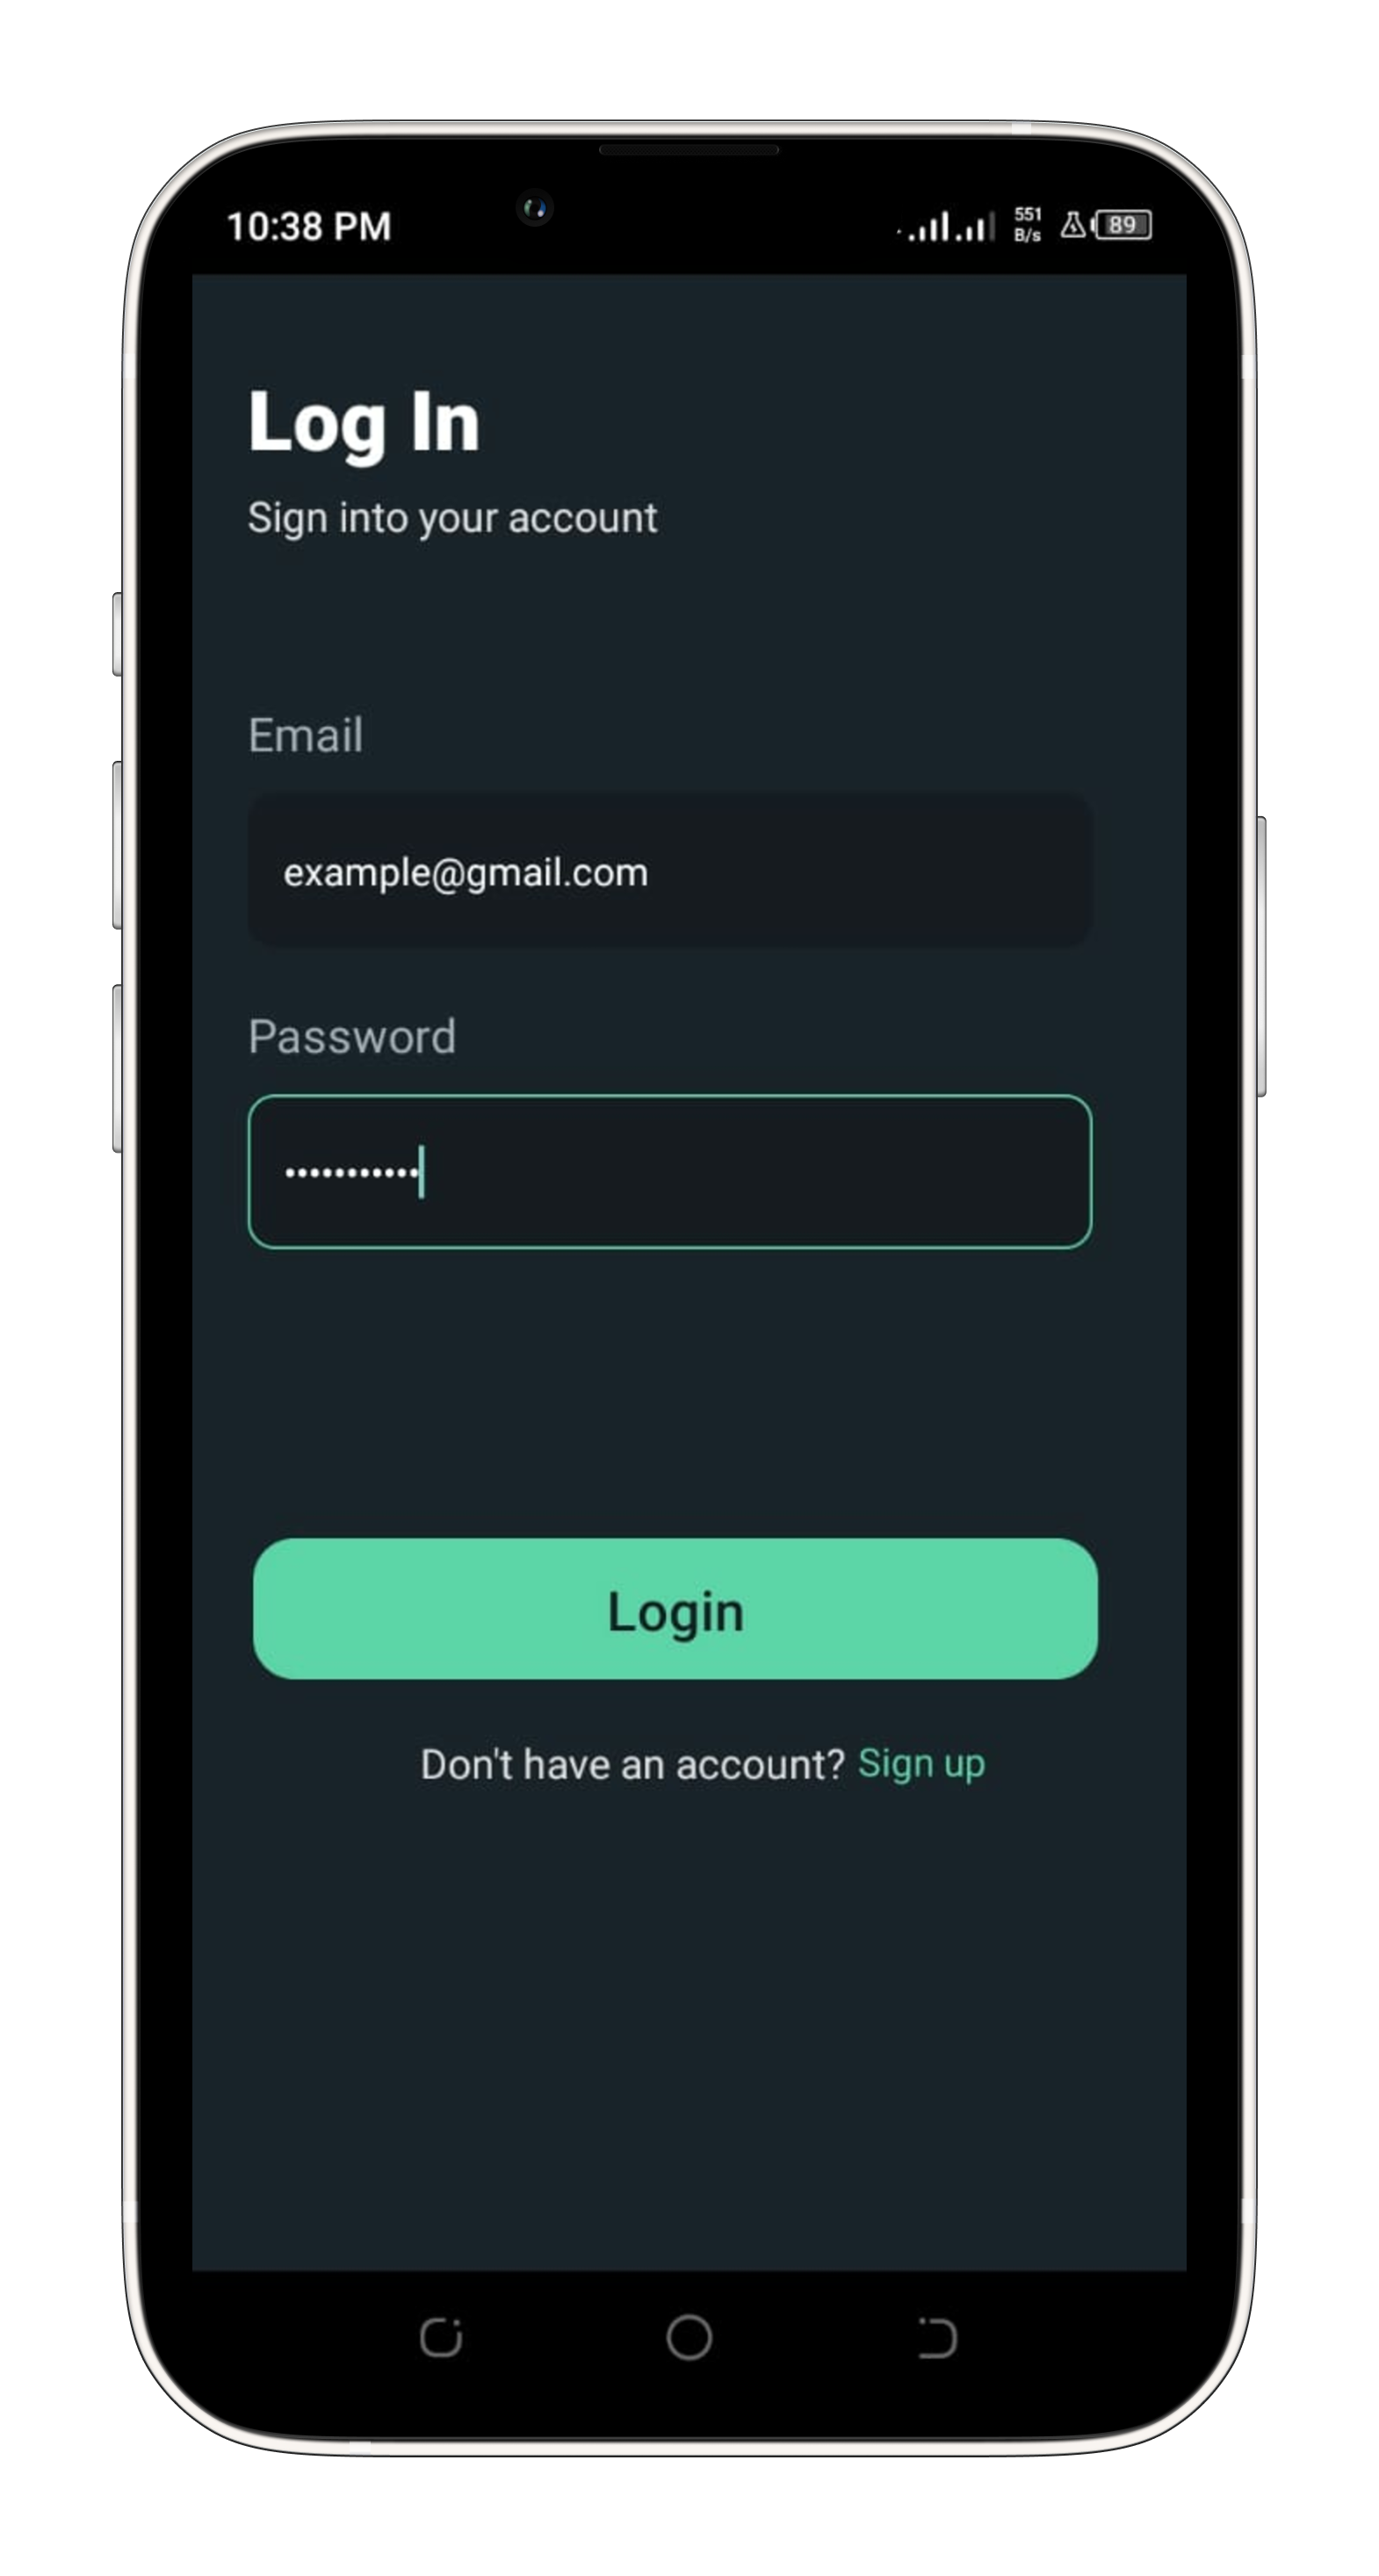 10:38 PM 551 B/s 89
Log In
Sign into your account
Email
example@gmail.com
Password
•••••••••••
Login
Don't have an account? Sign up